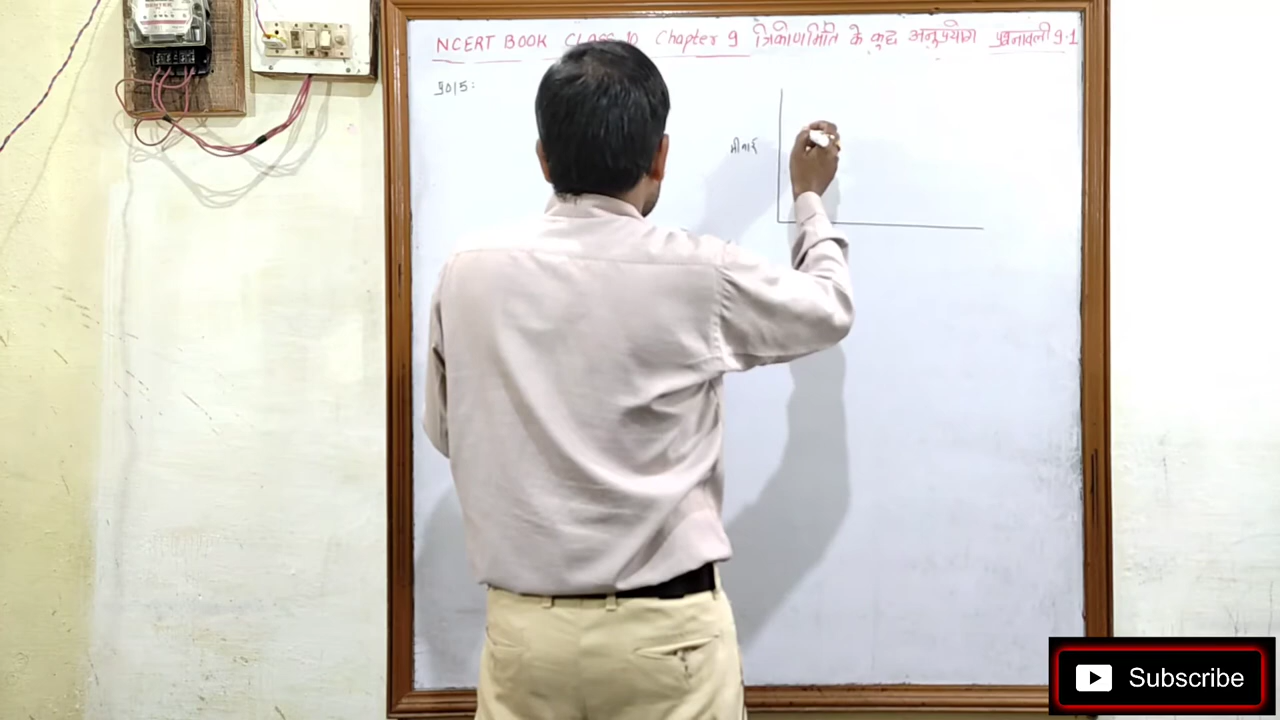 NCERT BOOK CLASS 10 Chapter 9 त्रिकोणमिति के कुछ अनुप्रयोग प्रश्नावली 9.1
प्र015:
मीनार
Subscribe